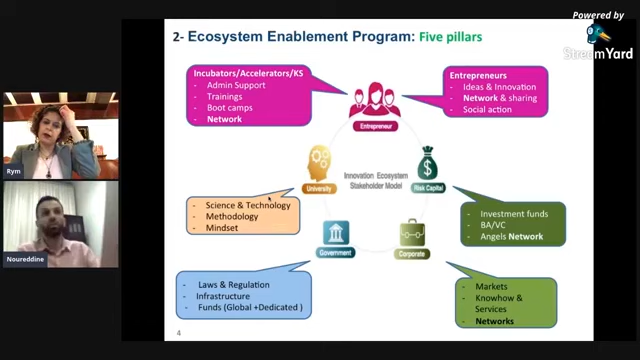 Powered by
StreamYard
2- Ecosystem Enablement Program: Five pillars
Incubators/Accelerators/KS
- Admin Support
- Trainings
- Boot camps
- Network
Entrepreneurs
- Ideas & Innovation
- Network & sharing
- Social action
Entrepreneur
Rym
University
Innovation Ecosystem
Stakeholder Model
Risk Capital
- Science & Technology
- Methodology
- Mindset
- Investment funds
- BA/VC
- Angels Network
Noureddine
Government
Corporate
- Laws & Regulation
- Infrastructure
- Funds (Global +Dedicated )
- Markets
- Knowhow &
Services
- Networks
4